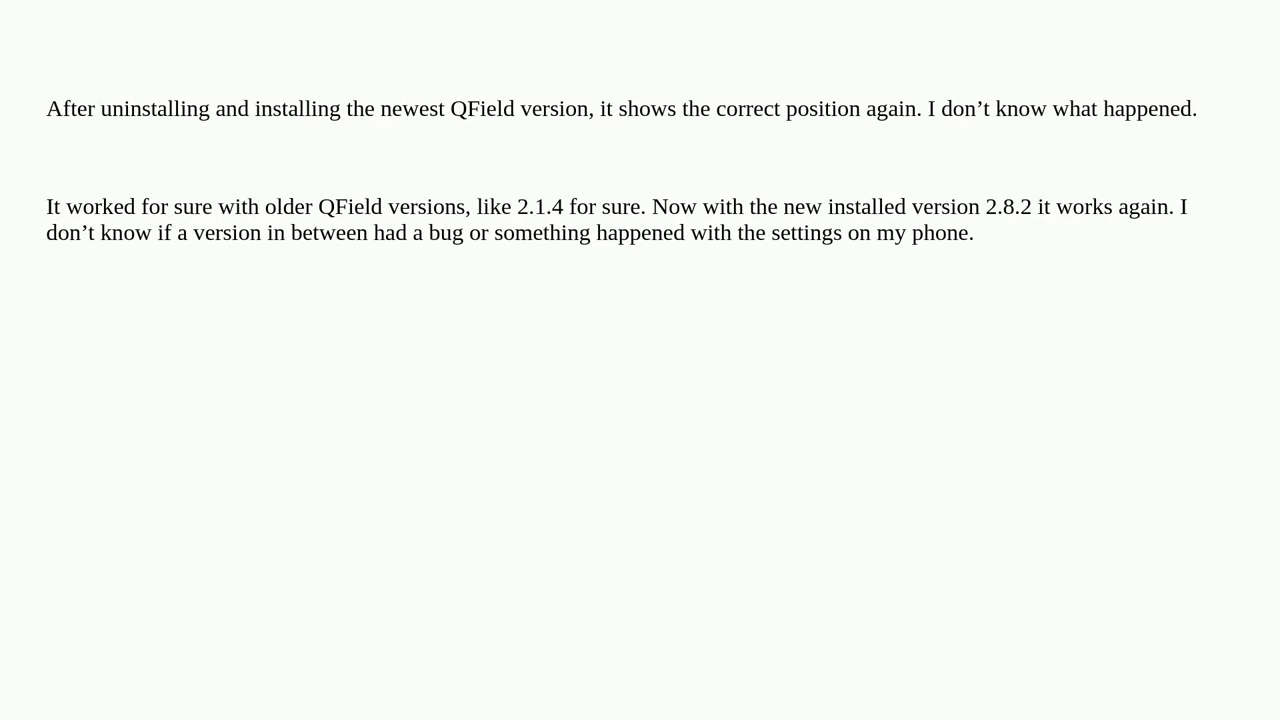 After uninstalling and installing the newest QField version, it shows the correct position again. I don’t know what happened.
It worked for sure with older QField versions, like 2.1.4 for sure. Now with the new installed version 2.8.2 it works again. I
don’t know if a version in between had a bug or something happened with the settings on my phone.